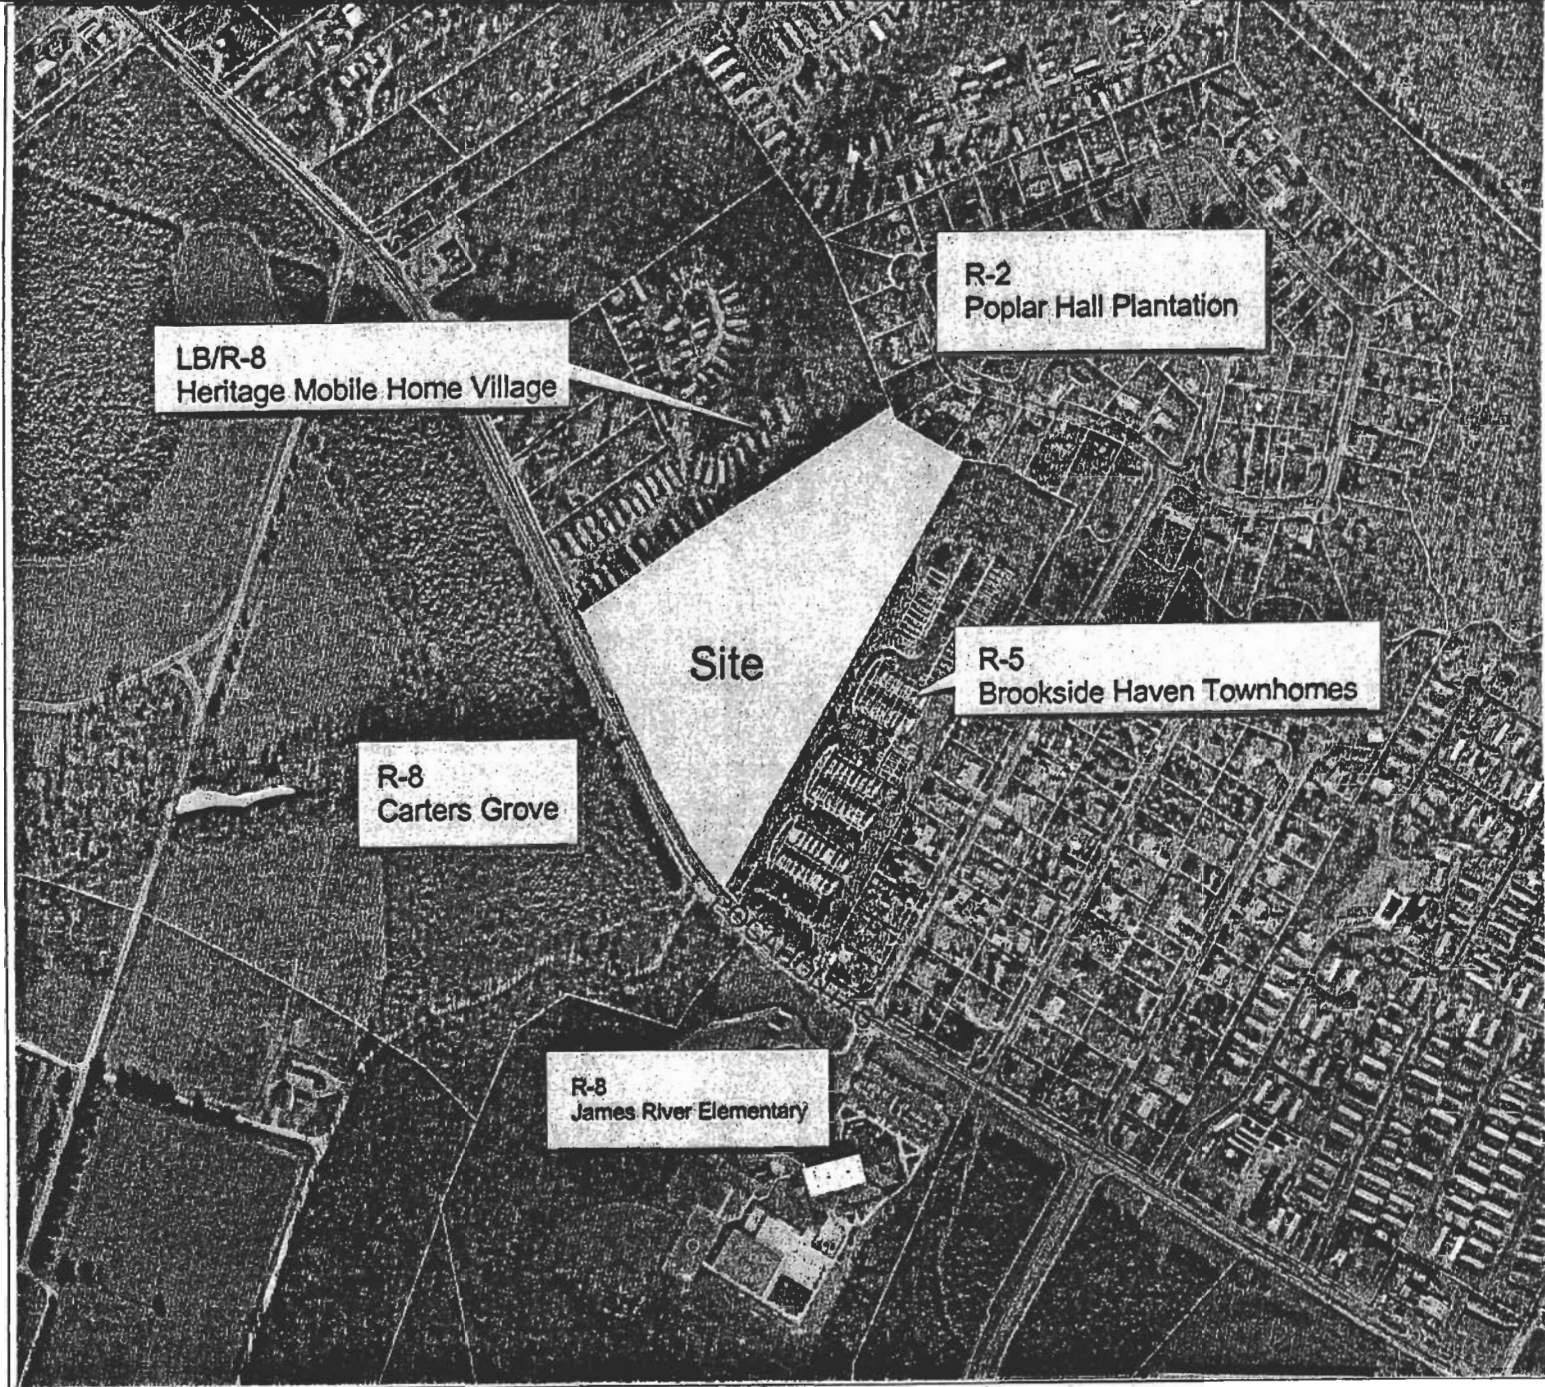 R-2
Poplar Hall Plantation
LB/R-8
Heritage Mobile Home Village
Site
R-5
Brookside Haven Townhomes
R-8
Carters Grove
R-8
James River Elementary